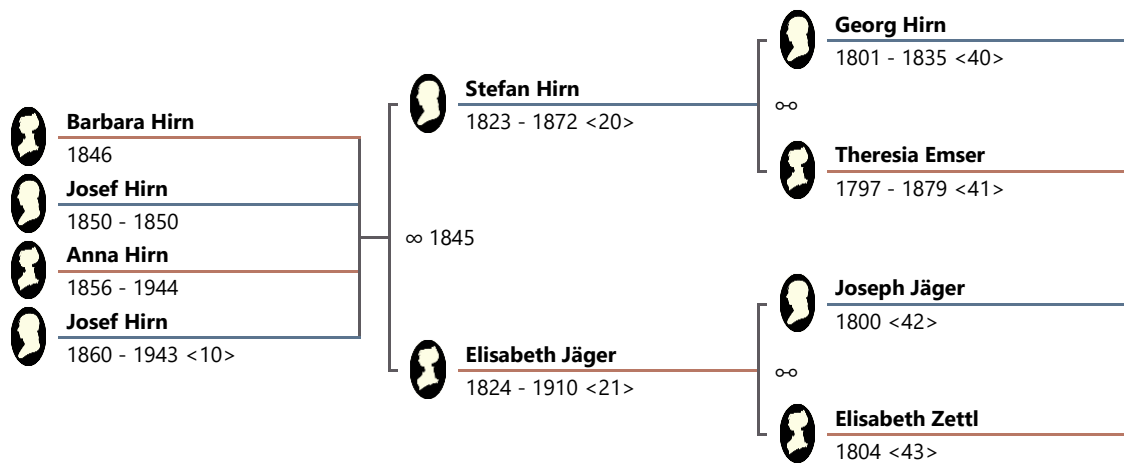 Barbara Hirn
1846
Josef Hirn
1850 - 1850
Anna Hirn
1856 - 1944
Josef Hirn
1860 - 1943 <10>
Stefan Hirn
1823 - 1872 <20>
∞ 1845
Elisabeth Jäger
1824 - 1910 <21>
Georg Hirn
1801 - 1835 <40>
⚯
Theresia Emser
1797 - 1879 <41>
Joseph Jäger
1800 <42>
⚯
Elisabeth Zettl
1804 <43>